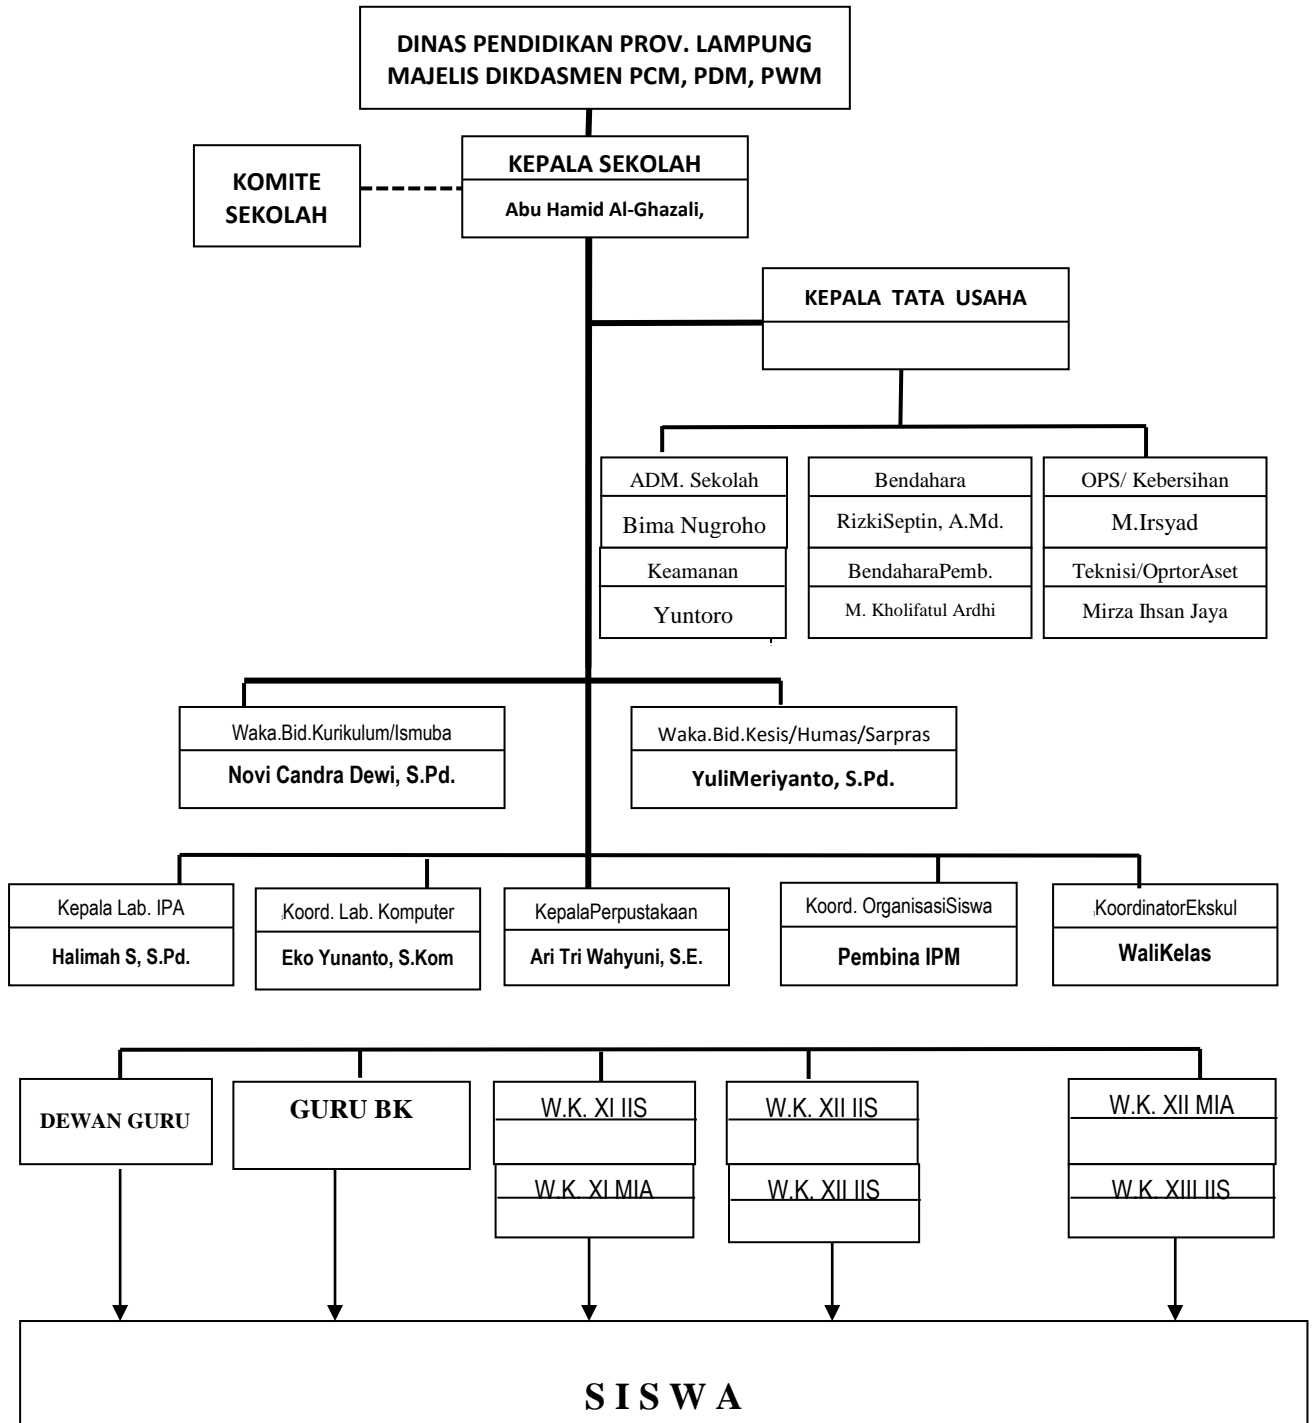 DINAS PENDIDIKAN PROV. LAMPUNG
MAJELIS DIKDASMEN PCM, PDM, PWM
KEPALA SEKOLAH
Abu Hamid Al-Ghazali,
KOMITE
SEKOLAH
KEPALA TATA USAHA
ADM. Sekolah
Bima Nugroho
Keamanan
Yuntoro
Bendahara
RizkiSeptin, A.Md.
BendaharaPemb.
M. Kholifatul Ardhi
OPS/ Kebersihan
M.Irsyad
Teknisi/OprtorAset
Mirza Ihsan Jaya
Waka.Bid.Kurikulum/Ismuba
Novi Candra Dewi, S.Pd.
Waka.Bid.Kesis/Humas/Sarpras
YuliMeriyanto, S.Pd.
Kepala Lab. IPA
Halimah S, S.Pd.
Koord. Lab. Komputer
Eko Yunanto, S.Kom
KepalaPerpustakaan
Ari Tri Wahyuni, S.E.
Koord. OrganisasiSiswa
Pembina IPM
KoordinatorEkskul
WaliKelas
DEWAN GURU
GURU BK
W.K. XI IIS
W.K. XI MIA
W.K. XII IIS
W.K. XII IIS
W.K. XII MIA
W.K. XIII IIS
S I S W A